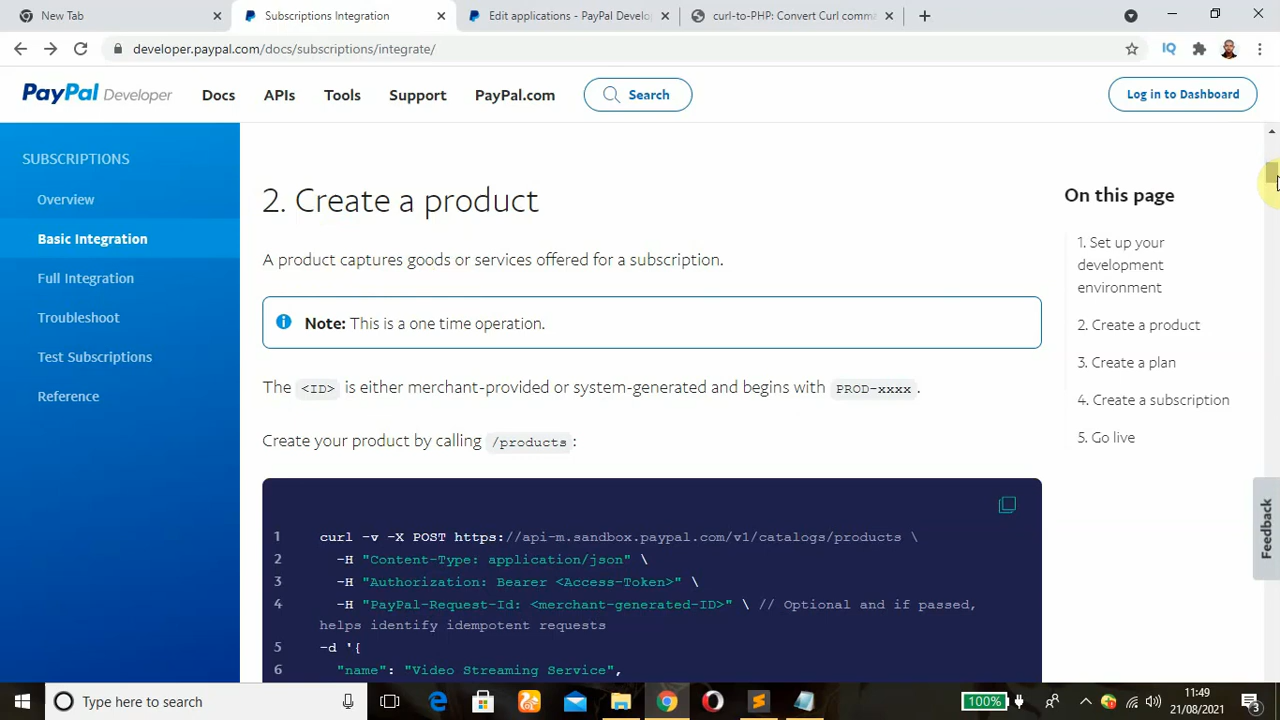 New Tab
Subscriptions Integration
Edit applications - PayPal Develo
curl-to-PHP: Convert Curl comma
developer.paypal.com/docs/subscriptions/integrate/
IQ
PayPal Developer
Docs
APIs
Tools
Support
PayPal.com
Search
Log in to Dashboard
SUBSCRIPTIONS
Overview
Basic Integration
Full Integration
Troubleshoot
Test Subscriptions
Reference
2. Create a product
A product captures goods or services offered for a subscription.
Note: This is a one time operation.
The <ID> is either merchant-provided or system-generated and begins with PROD-xxxx.
Create your product by calling /products:
1 curl -v -X POST https://api-m.sandbox.paypal.com/v1/catalogs/products \
2 -H "Content-Type: application/json" \
3 -H "Authorization: Bearer <Access-Token>" \
4 -H "PayPal-Request-Id: <merchant-generated-ID>" \ // Optional and if passed,
helps identify idempotent requests
5 -d '{
6 "name": "Video Streaming Service",
On this page
1. Set up your
development
environment
2. Create a product
3. Create a plan
4. Create a subscription
5. Go live
Feedback
Type here to search
100%
11:49
21/08/2021
3